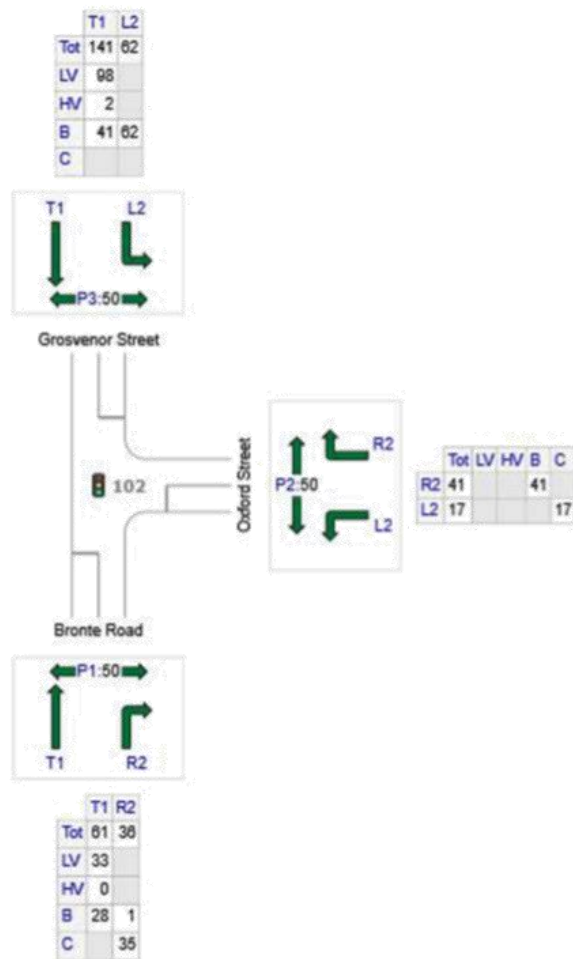 T1 L2
Tot 141 62
LV 98
HV 2
B 41 62
C
T1 L2
P3:50
Grosvenor Street
102
Oxford Street
R2
P2:50
L2
Tot LV HV B C
R2 41 41
L2 17 17
Bronte Road
P1:50
T1 R2
T1 R2
Tot 61 36
LV 33
HV 0
B 28 1
C 35